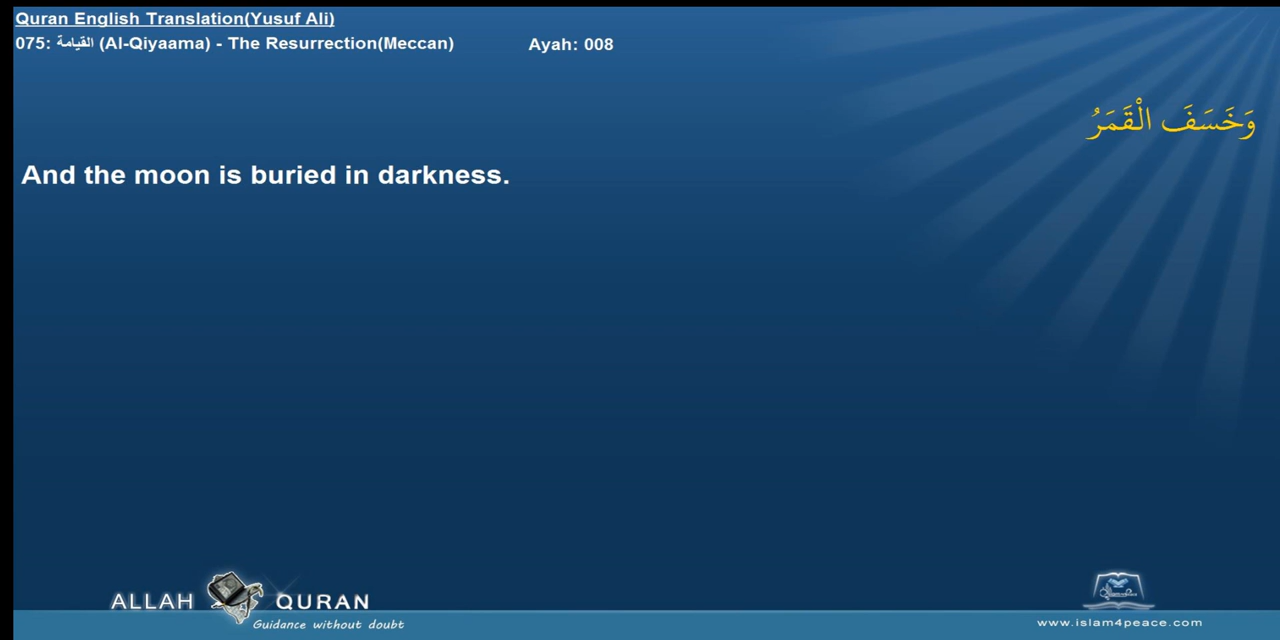 Quran English Translation(Yusuf Ali)
075: القيامة (Al-Qiyaama) - The Resurrection(Meccan) Ayah: 008
وَخَسَفَ الْقَمَرُ
And the moon is buried in darkness.
ALLAH QURAN
Guidance without doubt
www.islam4peace.com